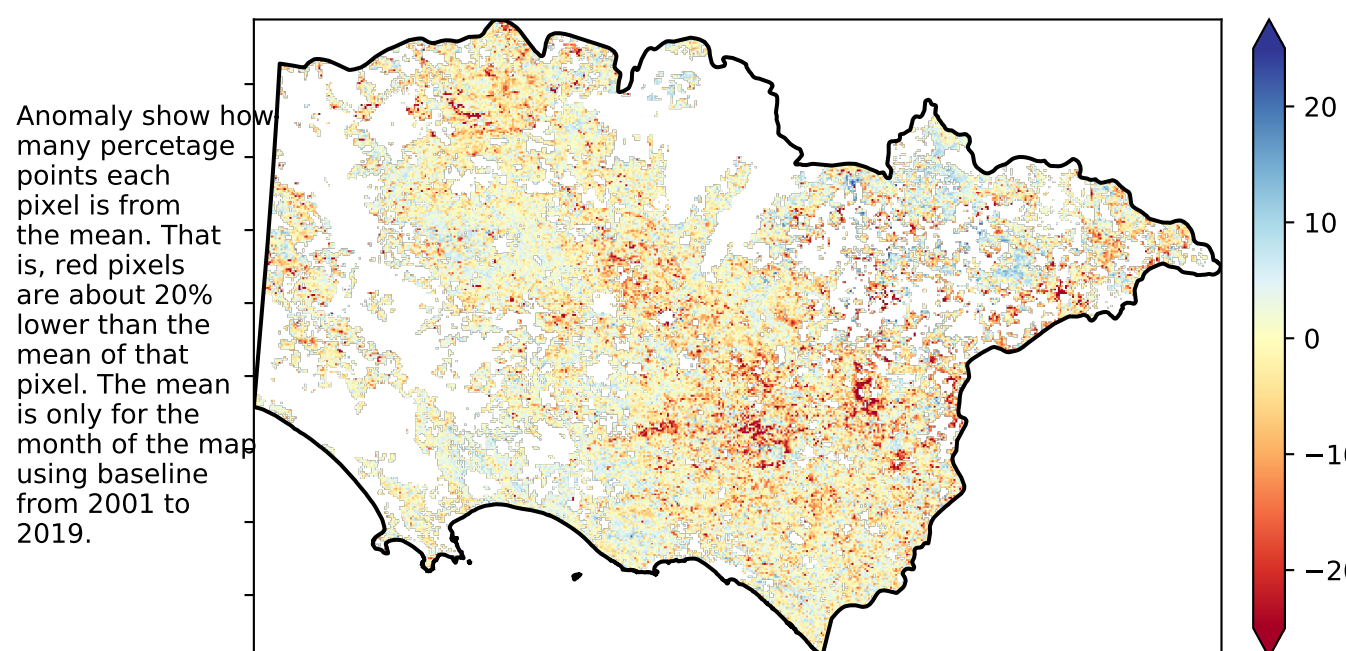 Anomaly show how
many percetage
points each
pixel is from
the mean. That
is, red pixels
are about 20%
lower than the
mean of that
pixel. The mean
is only for the
month of the map
using baseline
from 2001 to
2019.
20
10
0
−10
−20